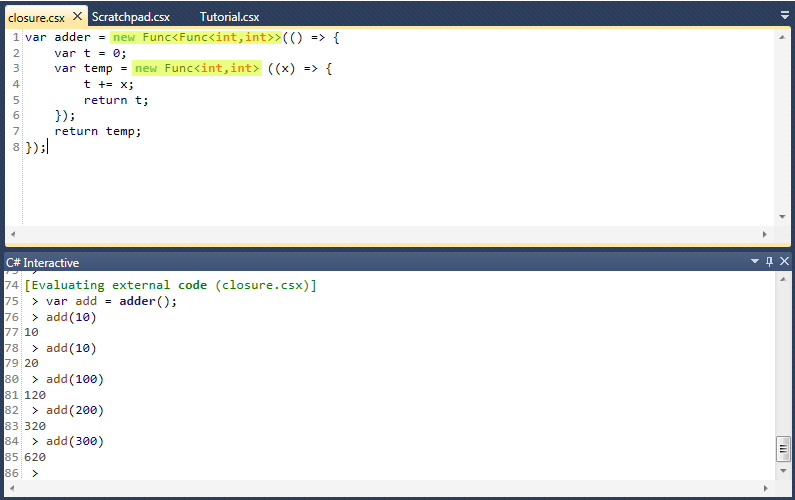 closure.csx Scratchpad.csx Tutorial.csx
1 var adder = new Func<Func<int,int>>(() => {
2     var t = 0;
3     var temp = new Func<int,int> ((x) => {
4         t += x;
5         return t;
6     });
7     return temp;
8 });
C# Interactive
73 >
74 [Evaluating external code (closure.csx)]
75  > var add = adder();
76  > add(10)
77 10
78  > add(10)
79 20
80  > add(100)
81 120
82  > add(200)
83 320
84  > add(300)
85 620
86  >